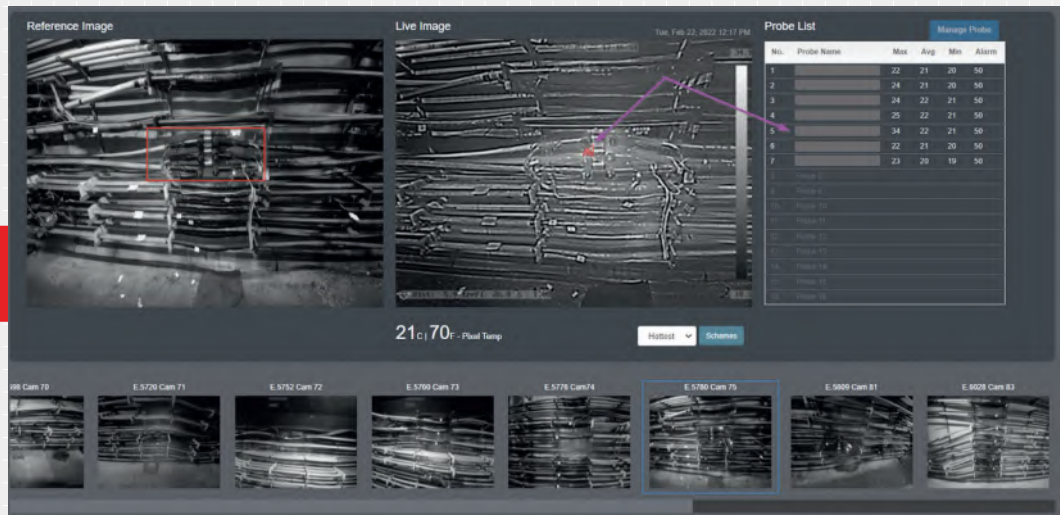 Reference Image
Live Image
Tue, Feb 22, 2022 12:17 PM
Probe List
Manage Probe
No. Probe Name Max Avg Min Alarm
1 22 21 20 50
2 24 21 20 50
3 24 22 21 50
4 25 22 21 50
5 34 22 21 50
6 22 21 20 50
7 23 20 19 50
21C | 70F - Pixel Temp
Hottest
Schemes
Cam 70
E.5720 Cam 71
E.5752 Cam 72
E.5760 Cam 73
E.5776 Cam74
E.5780 Cam 75
E.5809 Cam 81
E.6028 Cam 83